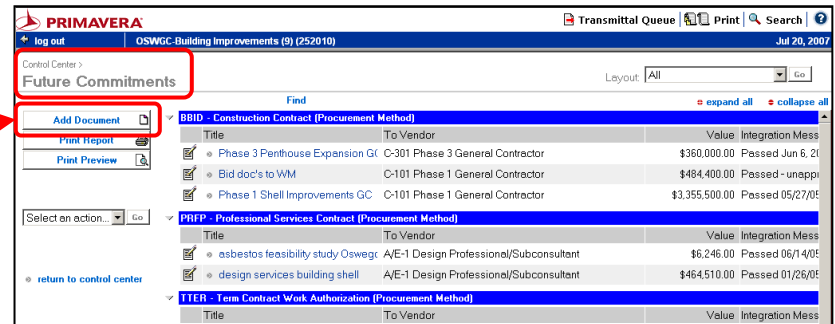 PRIMAVERA Transmittal Queue Print Search
log out OSWGC-Building Improvements (9) (252010) Jul 20, 2007
Control Center >
Future Commitments
Layout: All Go
Find expand all collapse all
Add Document
Print Report
Print Preview
Select an action... Go
return to control center
BBID - Construction Contract (Procurement Method)
Title To Vendor Value Integration Mess
Phase 3 Penthouse Expansion G( C-301 Phase 3 General Contractor $360,000.00 Passed Jun 6, 20
Bid doc's to WM C-101 Phase 1 General Contractor $484,400.00 Passed - unappr
Phase 1 Shell Improvements GC C-101 Phase 1 General Contractor $3,355,500.00 Passed 05/27/05
PRFP - Professional Services Contract (Procurement Method)
Title To Vendor Value Integration Mess
asbestos feasibility study Osweg( A/E-1 Design Professional/Subconsultant $6,246.00 Passed 06/14/05
design services building shell A/E-1 Design Professional/Subconsultant $464,510.00 Passed 01/26/05
TTER - Term Contract Work Authorization (Procurement Method)
Title To Vendor Value Integration Mess